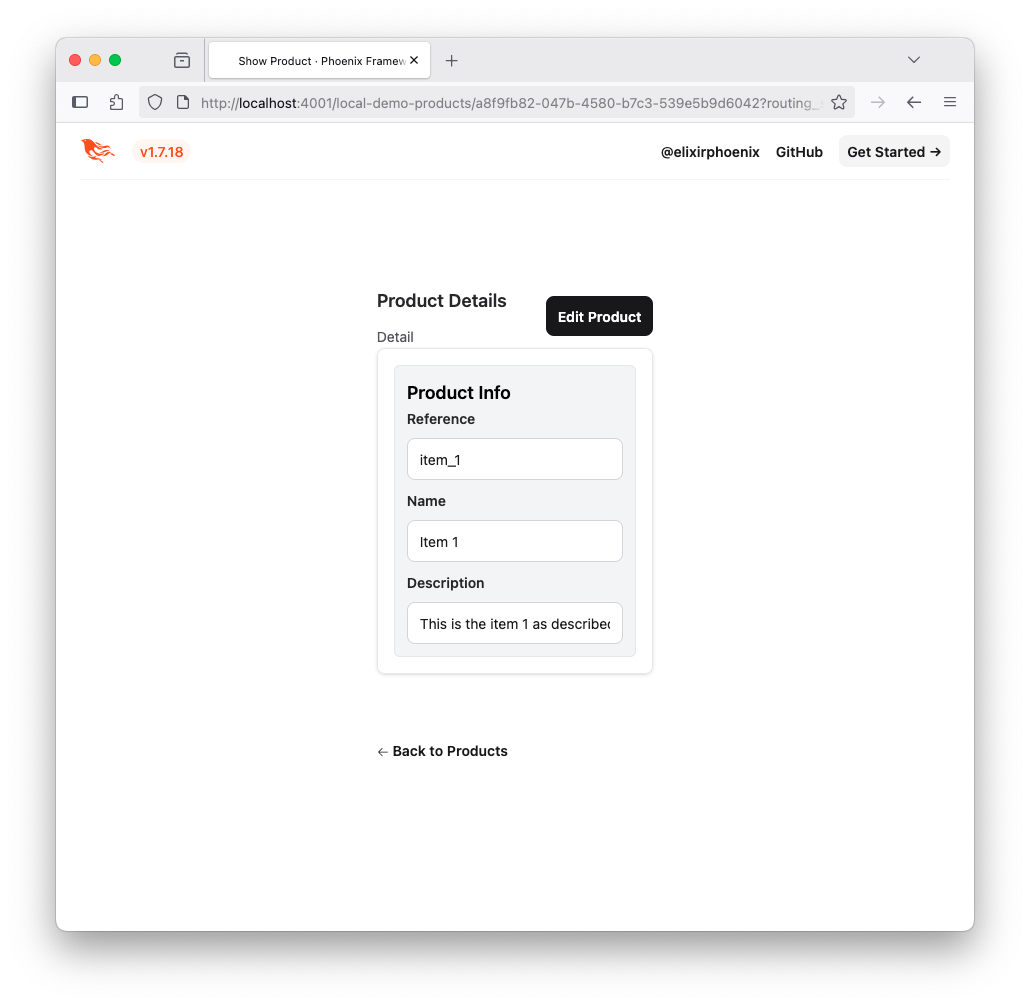 Show Product · Phoenix Framew
http://localhost:4001/local-demo-products/a8f9fb82-047b-4580-b7c3-539e5b9d6042?routing_
v1.7.18
@elixirphoenix GitHub Get Started →
Product Details
Edit Product
Detail
Product Info
Reference
item_1
Name
Item 1
Description
This is the item 1 as described
← Back to Products